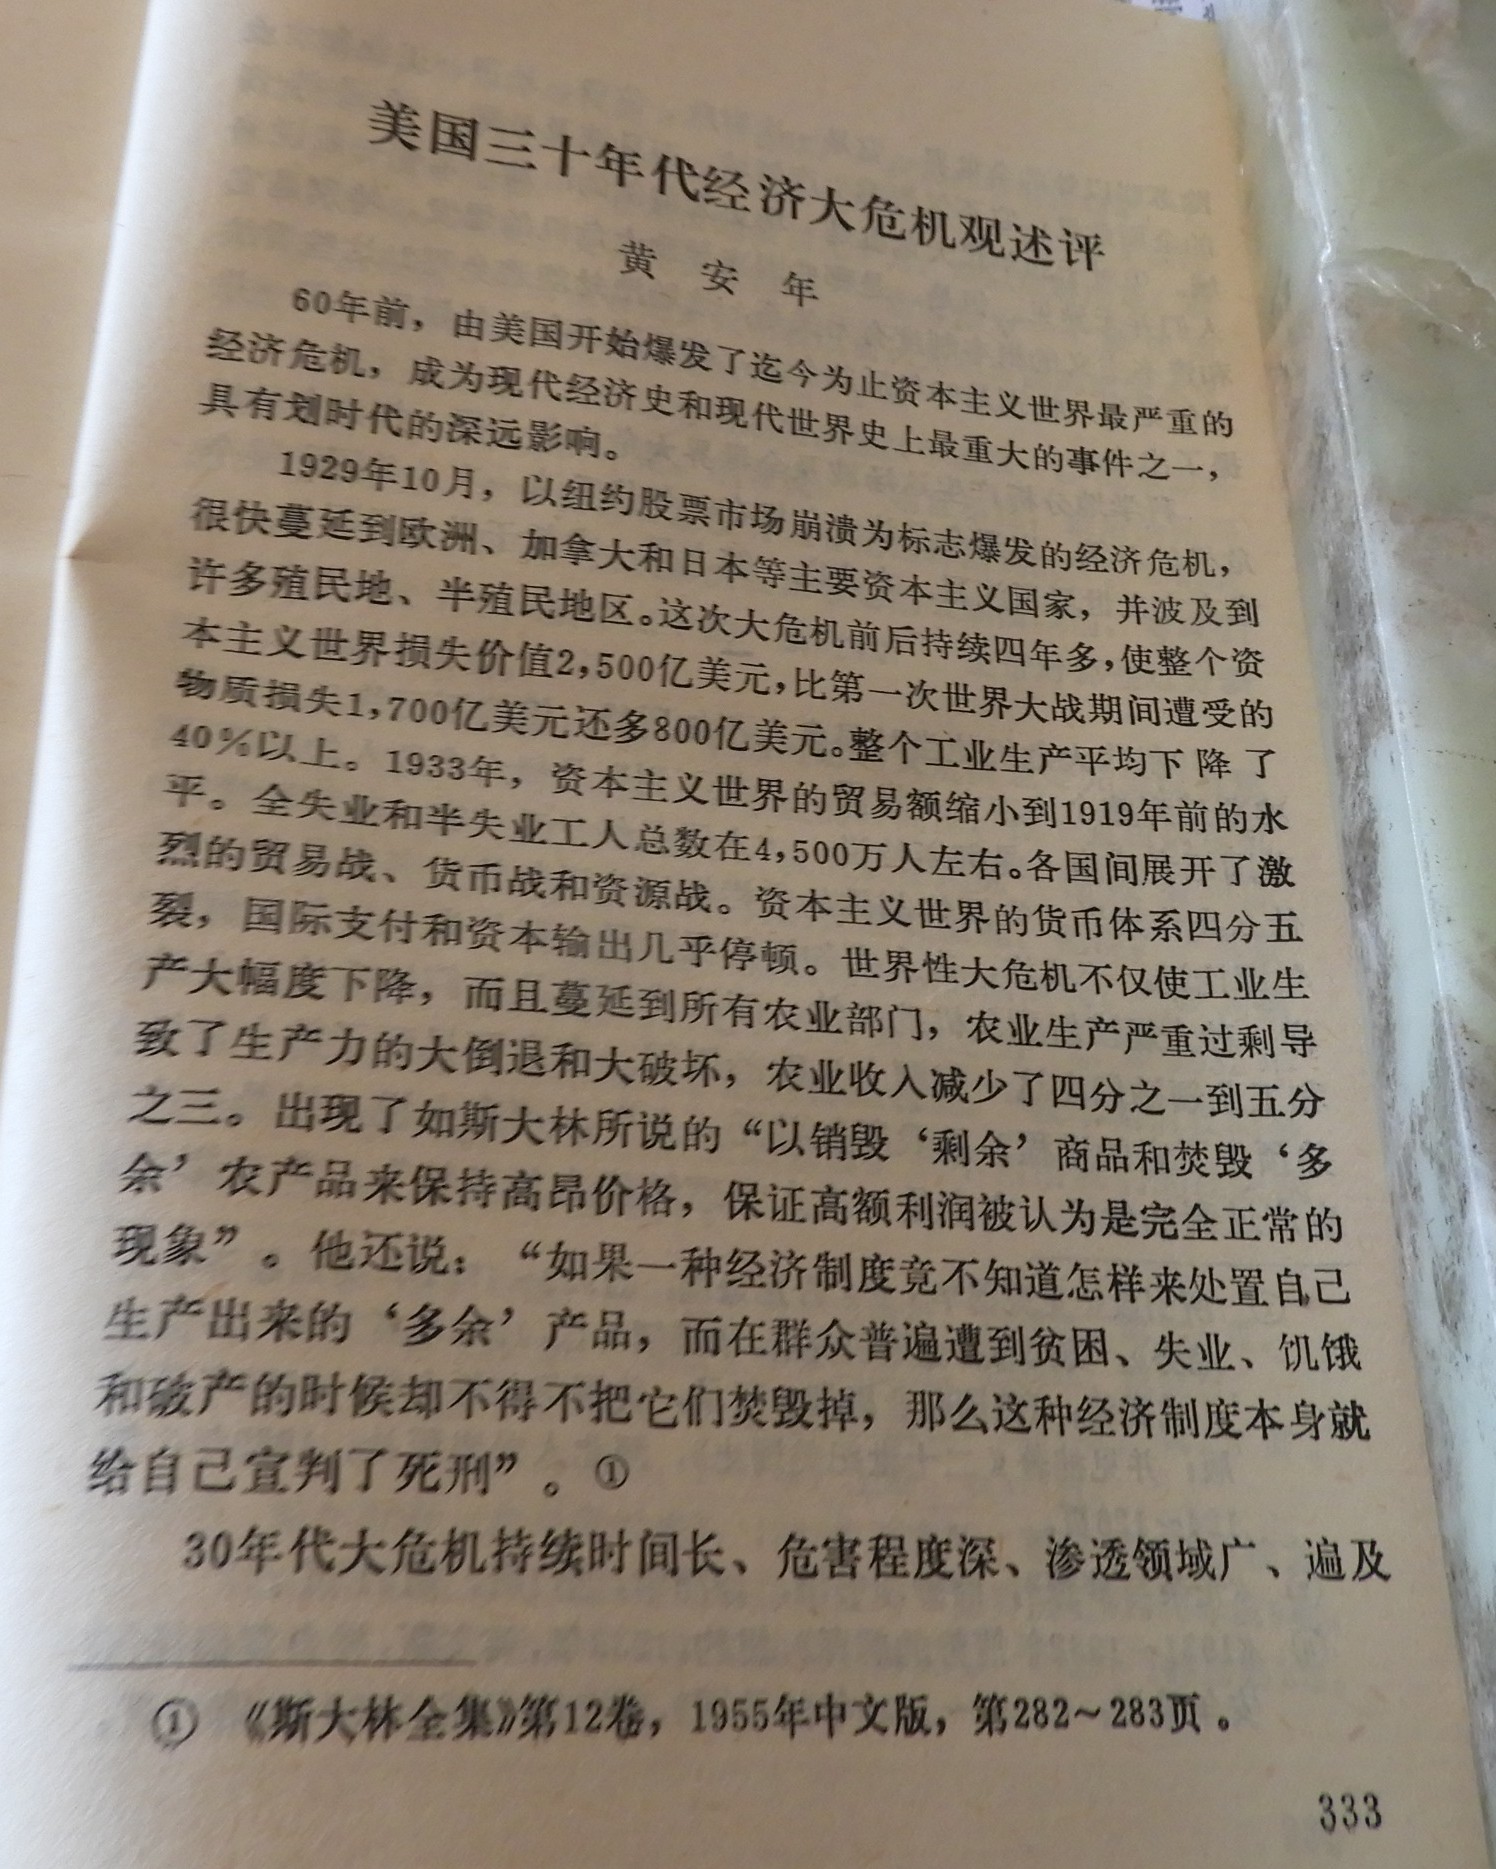 美国三十年代经济大危机观述评
黄 安 年
60年前，由美国开始爆发了迄今为止资本主义世界最严重的
经济危机，成为现代经济史和现代世界史上最重大的事件之一，
具有划时代的深远影响。
1929年10月，以纽约股票市场崩溃为标志爆发的经济危机，
很快蔓延到欧洲、加拿大和日本等主要资本主义国家，并波及到
许多殖民地、半殖民地区。这次大危机前后持续四年多，使整个资
本主义世界损失价值2,500亿美元，比第一次世界大战期间遭受的
物质损失1,700亿美元还多800亿美元。整个工业生产平均下降了
40％以上。1933年，资本主义世界的贸易额缩小到1919年前的水
平。全失业和半失业工人总数在4,500万人左右。各国间展开了激
烈的贸易战、货币战和资源战。资本主义世界的货币体系四分五
裂，国际支付和资本输出几乎停顿。世界性大危机不仅使工业生
产大幅度下降，而且蔓延到所有农业部门，农业生产严重过剩导
致了生产力的大倒退和大破坏，农业收入减少了四分之一到五分
之三。出现了如斯大林所说的“以销毁‘剩余’商品和焚毁‘多
余’农产品来保持高昂价格，保证高额利润被认为是完全正常的
现象”。他还说：“如果一种经济制度竟不知道怎样来处置自己
生产出来的‘多余’产品，而在群众普遍遭到贫困、失业、饥饿
和破产的时候却不得不把它们焚毁掉，那么这种经济制度本身就
给自己宣判了死刑”。①
30年代大危机持续时间长、危害程度深、渗透领域广、遍及
① 《斯大林全集》第12卷，1955年中文版，第282～283页。
333